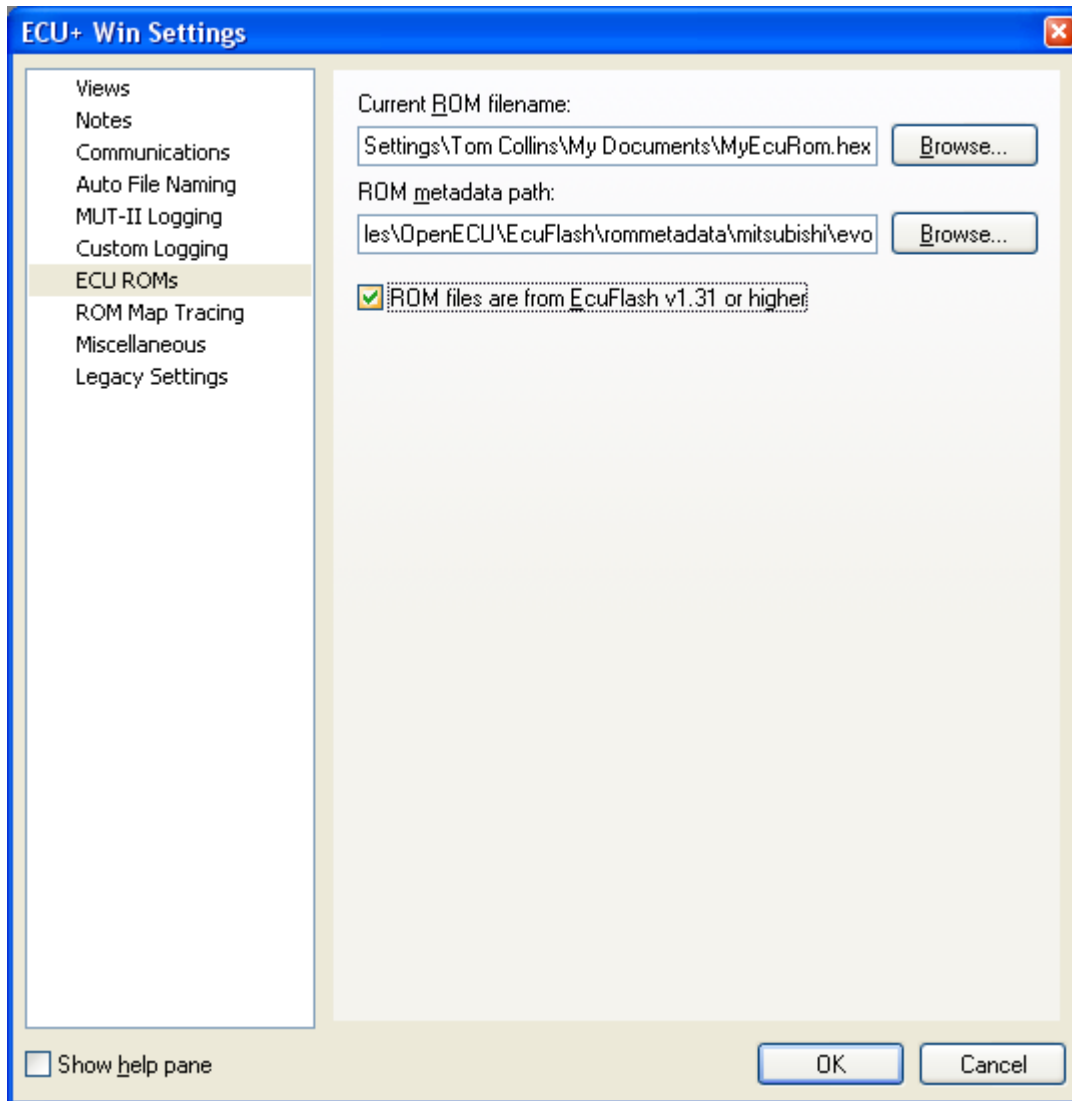 ECU+ Win Settings
Views
Notes
Communications
Auto File Naming
MUT-II Logging
Custom Logging
ECU ROMs
ROM Map Tracing
Miscellaneous
Legacy Settings
Current ROM filename:
Settings\Tom Collins\My Documents\MyEcuRom.hex
Browse...
ROM metadata path:
les\OpenECU\EcuFlash\rommetadata\mitsubishi\evo
Browse...
ROM files are from EcuFlash v1.31 or higher
Show help pane
OK
Cancel